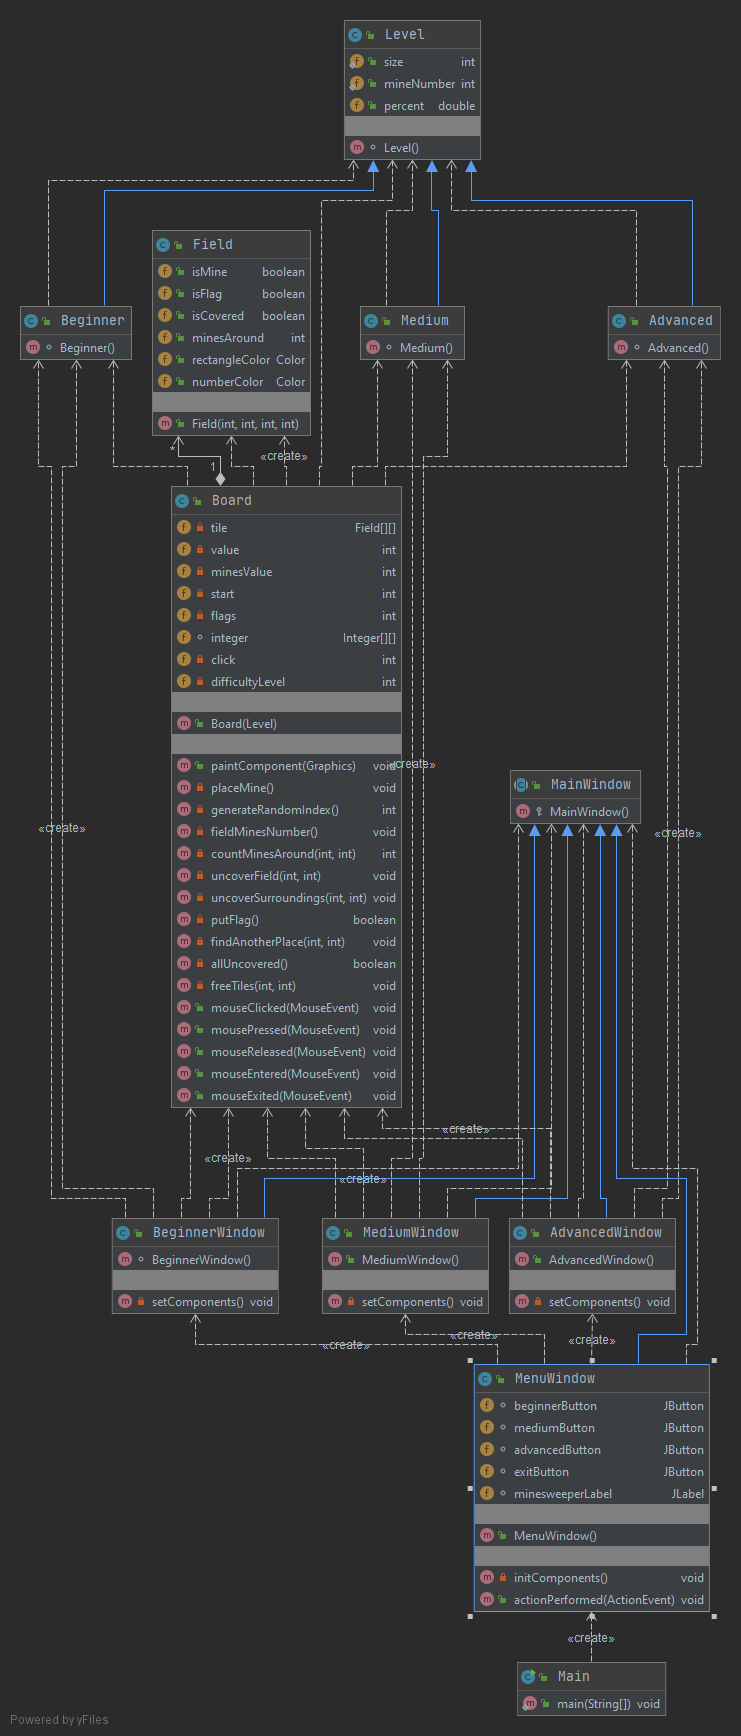 Level
size int
mineNumber int
percent double
Level()
Field
isMine boolean
isFlag boolean
isCovered boolean
minesAround int
rectangleColor Color
numberColor Color
Field(int, int, int, int)
Beginner
Beginner()
Medium
Medium()
Advanced
Advanced()
*
1
«create»
Board
tile Field[][]
value int
minesValue int
start int
flags int
integer Integer[][]
click int
difficultyLevel int
Board(Level)
paintComponent(Graphics) void
placeMine() void
generateRandomIndex() int
fieldMinesNumber() void
countMinesAround(int, int) int
uncoverField(int, int) void
uncoverSurroundings(int, int) void
putFlag() boolean
findAnotherPlace(int, int) void
allUncovered() boolean
freeTiles(int, int) void
mouseClicked(MouseEvent) void
mousePressed(MouseEvent) void
mouseReleased(MouseEvent) void
mouseEntered(MouseEvent) void
mouseExited(MouseEvent) void
«create»
MainWindow
MainWindow()
«create»
«create»
«create»
«create»
«create»
BeginnerWindow
BeginnerWindow()
setComponents() void
MediumWindow
MediumWindow()
setComponents() void
AdvancedWindow
AdvancedWindow()
setComponents() void
«create»
«create»
«create»
MenuWindow
beginnerButton JButton
mediumButton JButton
advancedButton JButton
exitButton JButton
minesweeperLabel JLabel
MenuWindow()
initComponents() void
actionPerformed(ActionEvent) void
«create»
Main
main(String[]) void
Powered by yFiles